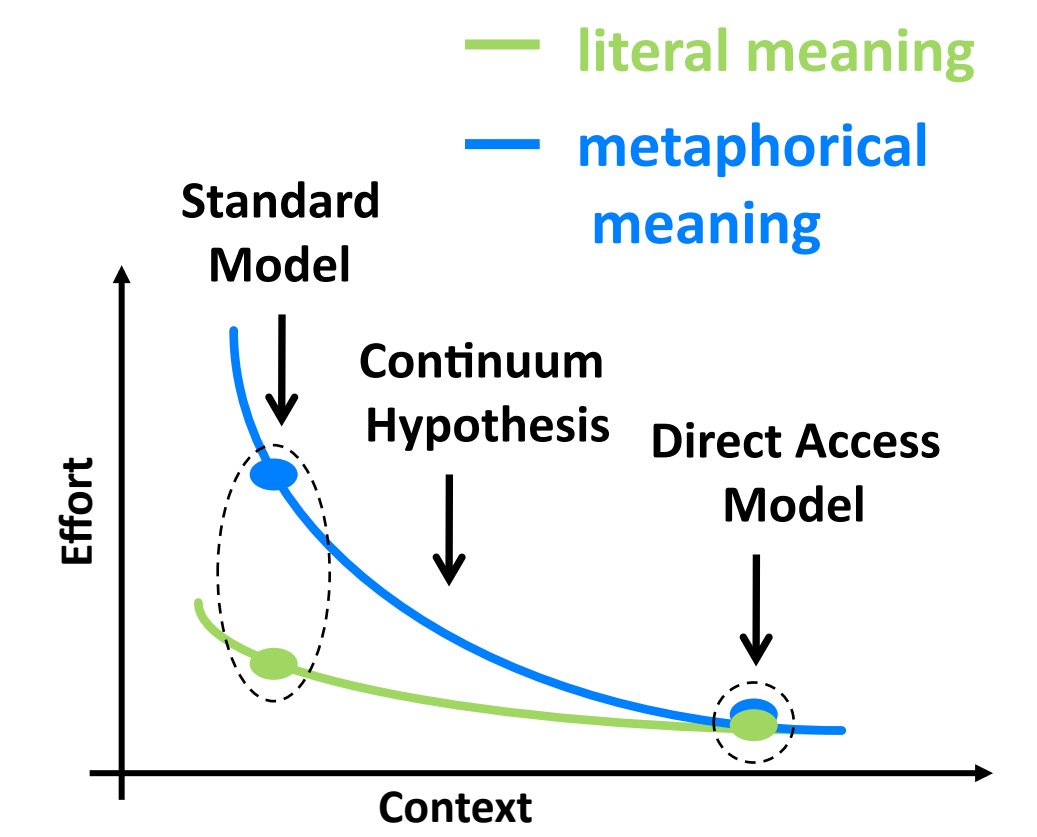 literal meaning
metaphorical
meaning
Standard
Model
Continuum
Hypothesis
Direct Access
Model
Effort
Context